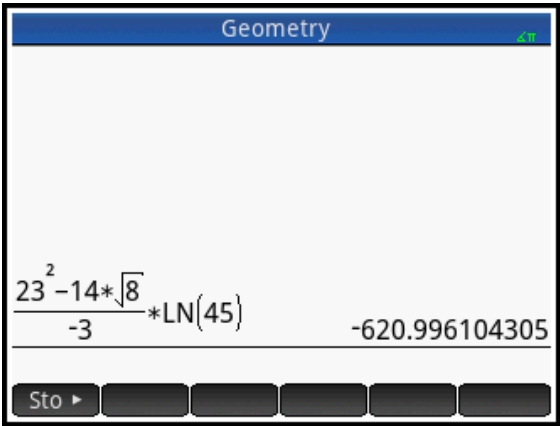 Geometry
∡π
23²-14*√8
-3
*LN(45)
-620.996104305
Sto ►